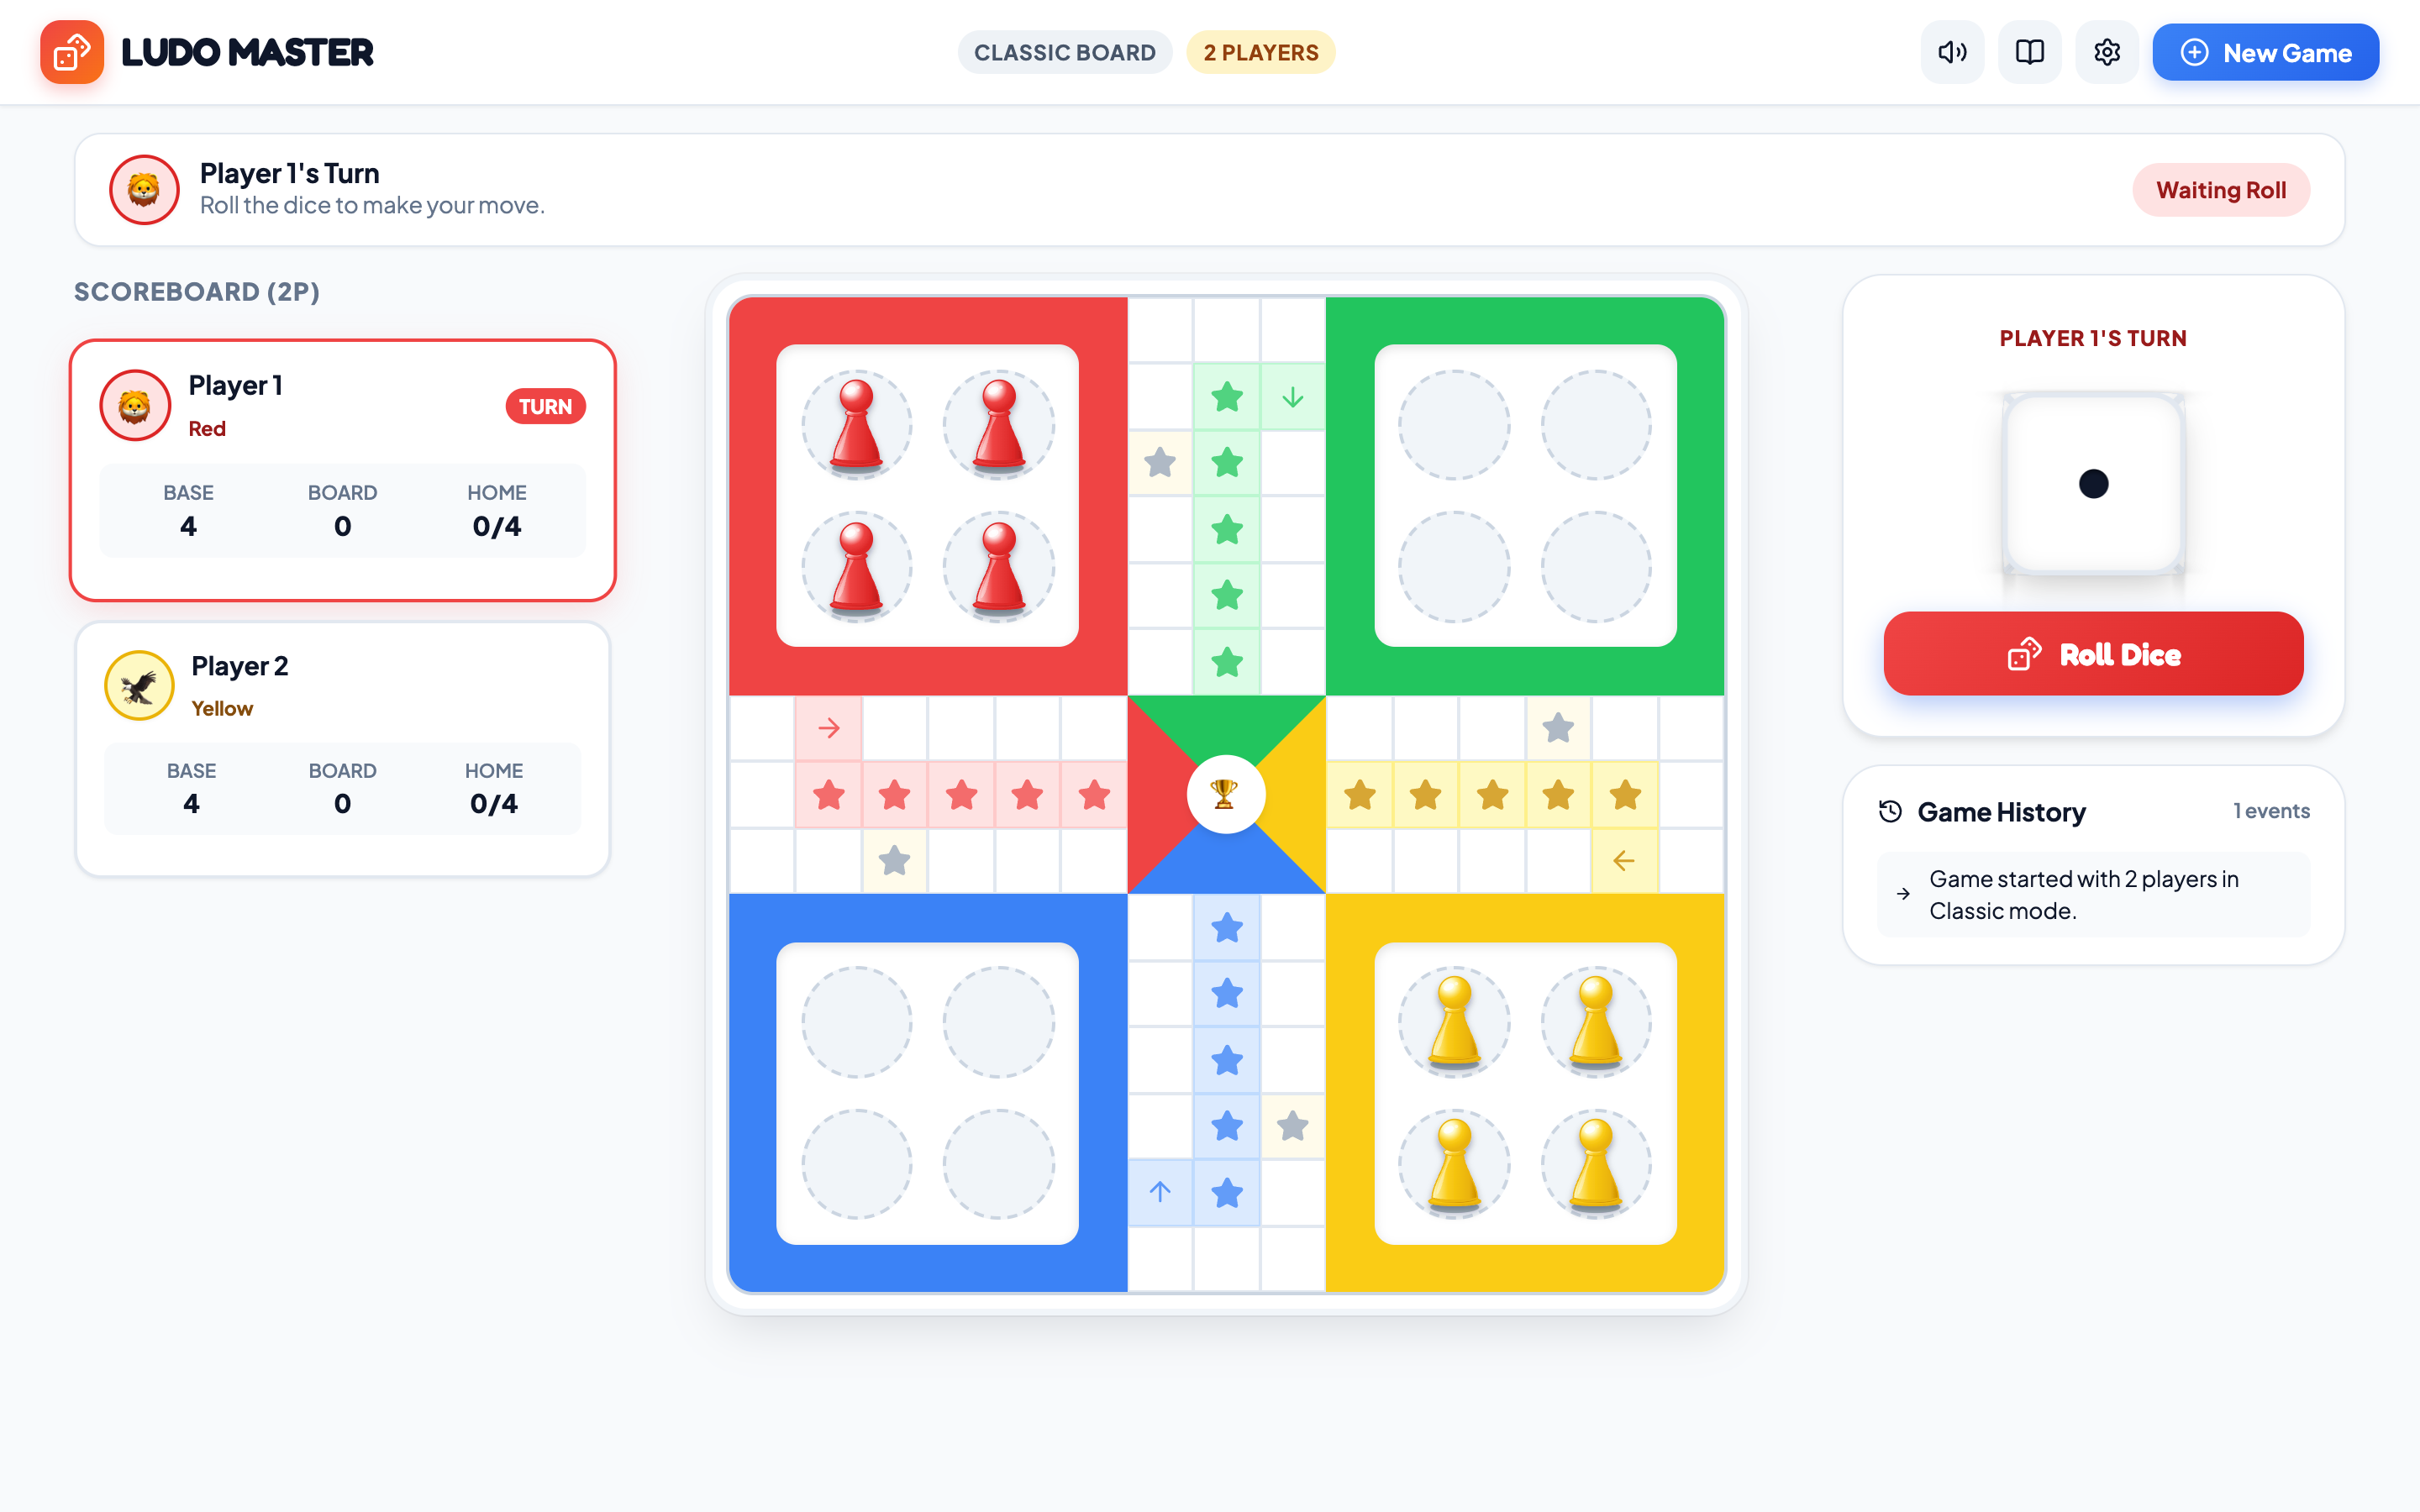 LUDO MASTER
CLASSIC BOARD
2 PLAYERS
New Game
Player 1's Turn
Roll the dice to make your move.
Waiting Roll
SCOREBOARD (2P)
Player 1
Red
TURN
BASE
BOARD
HOME
4
0
0/4
Player 2
Yellow
BASE
BOARD
HOME
4
0
0/4
PLAYER 1'S TURN
Roll Dice
Game History
1 events
Game started with 2 players in
Classic mode.